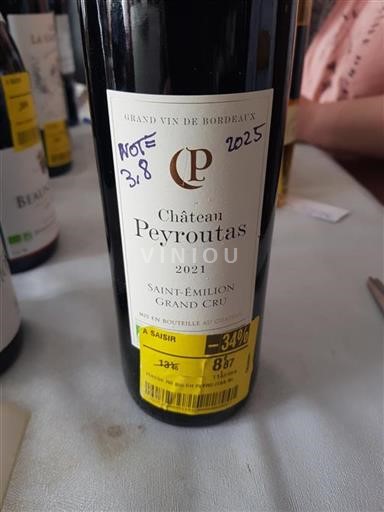 GRAND VIN DE BORDEAUX
NOTE
3,8
2025
CP
Château
Peyroutas
VINIOU
2021
SAINT-ÉMILION
GRAND CRU
MIS EN BOUTEILLE AU CHÂTEAU
A SAISIR
-34%
8€87
BEAUN
LA